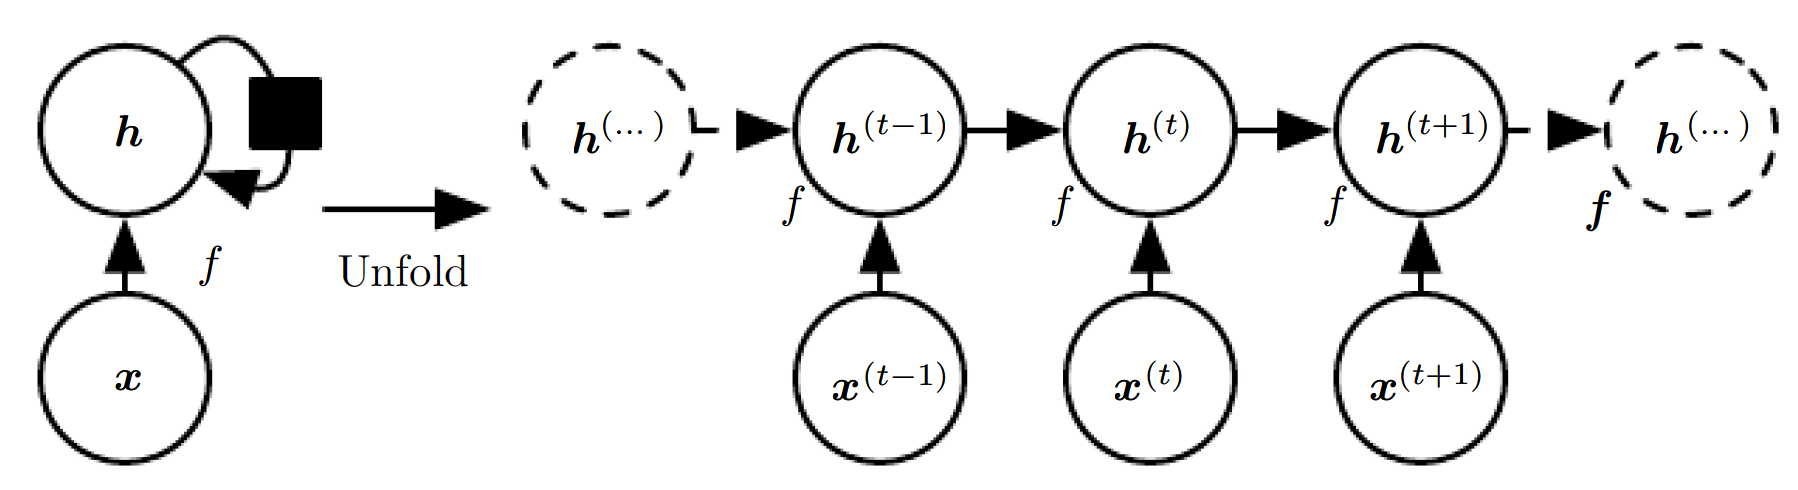 h
f
x
Unfold
h^(...) h^(t−1) h^(t) h^(t+1) h^(...)
f f f f
x^(t−1) x^(t) x^(t+1)